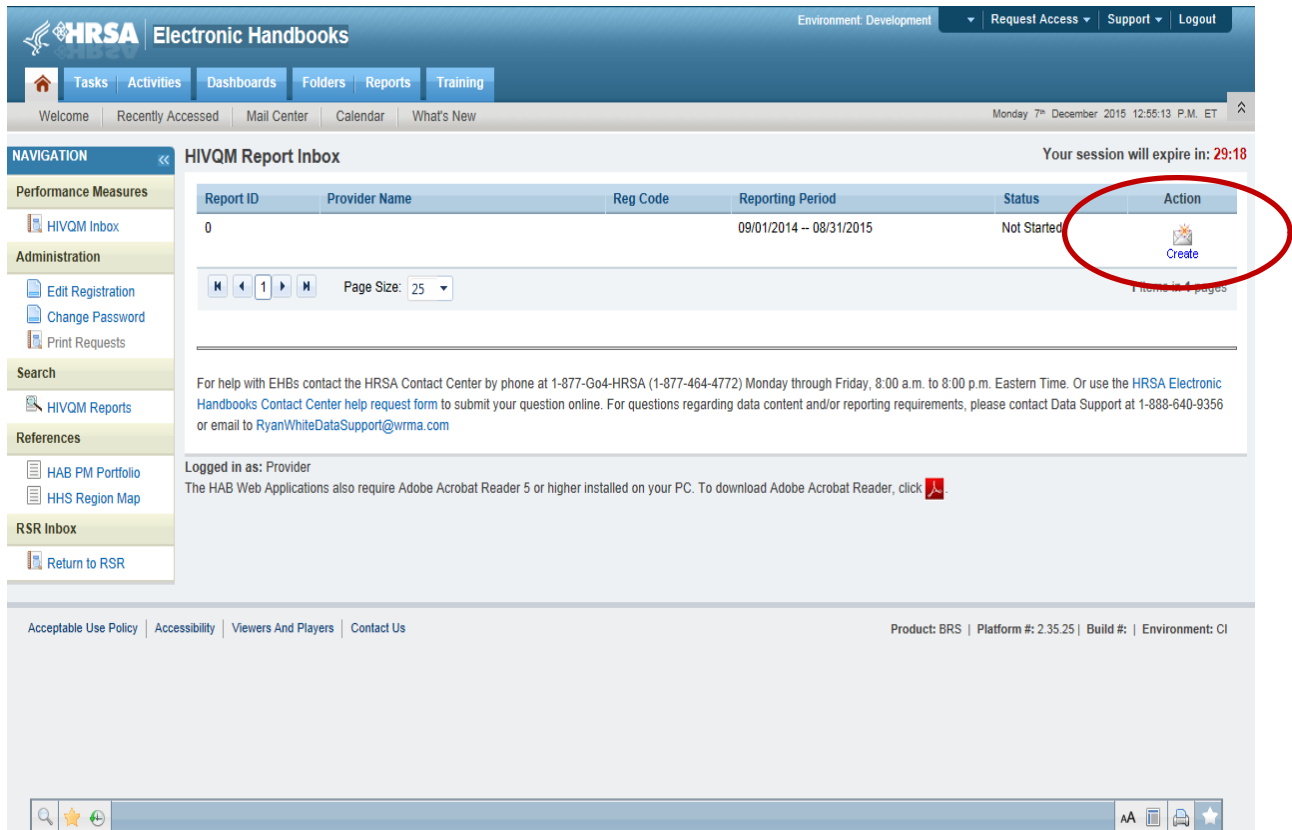 HRSA Electronic Handbooks
Environment: Development Request Access Support Logout
Tasks Activities Dashboards Folders Reports Training
Welcome Recently Accessed Mail Center Calendar What's New Monday 7th December 2015 12:55:13 P.M. ET
NAVIGATION
HIVQM Report Inbox Your session will expire in: 29:18
Performance Measures
HIVQM Inbox
Administration
Edit Registration
Change Password
Print Requests
Search
HIVQM Reports
References
HAB PM Portfolio
HHS Region Map
RSR Inbox
Return to RSR
Report ID Provider Name Reg Code Reporting Period Status Action
0 09/01/2014 -- 08/31/2015 Not Started Create
1 Page Size: 25 1 items in 1 pages
For help with EHBs contact the HRSA Contact Center by phone at 1-877-Go4-HRSA (1-877-464-4772) Monday through Friday, 8:00 a.m. to 8:00 p.m. Eastern Time. Or use the HRSA Electronic
Handbooks Contact Center help request form to submit your question online. For questions regarding data content and/or reporting requirements, please contact Data Support at 1-888-640-9356
or email to RyanWhiteDataSupport@wrma.com
Logged in as: Provider
The HAB Web Applications also require Adobe Acrobat Reader 5 or higher installed on your PC. To download Adobe Acrobat Reader, click .
Acceptable Use Policy | Accessibility | Viewers And Players | Contact Us Product: BRS | Platform #: 2.35.25 | Build #: | Environment: CI
AA